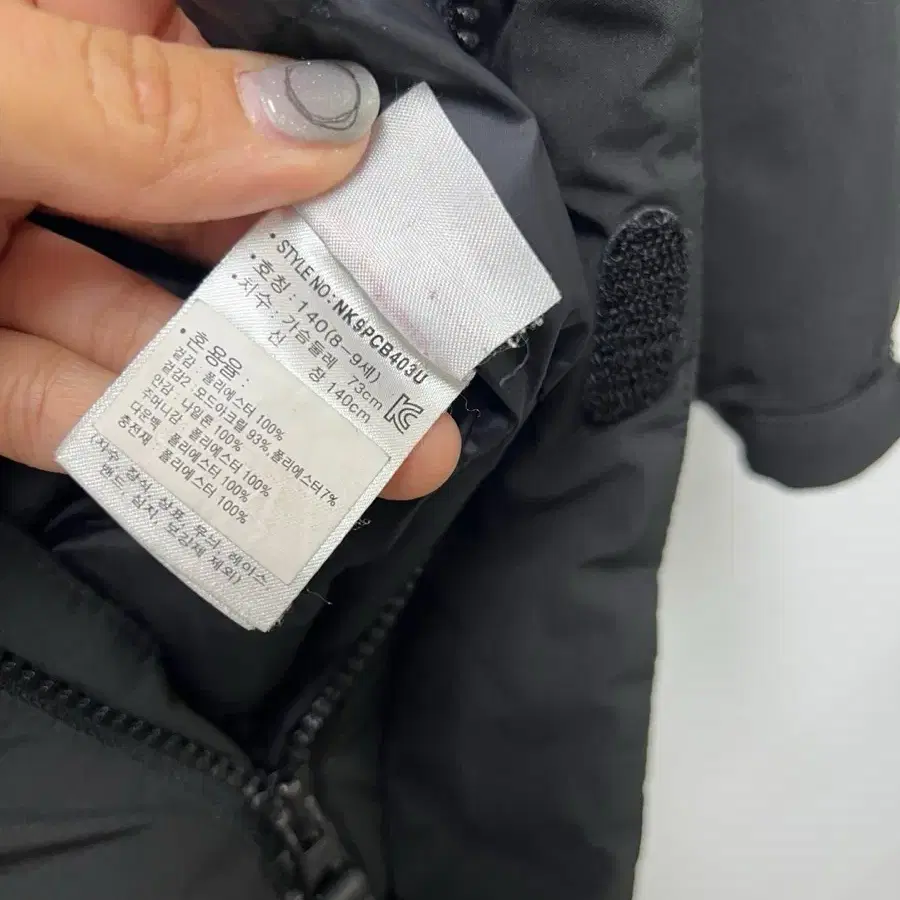 • STYLE NO : NK9PCB403U
• 호칭 : 140(8-9세)
• 치수 : 가슴둘레 73cm
신 장 140cm
• 혼용율 :
겉감 : 폴리에스터 100%
겉감2 : 모드아크릴 93%, 폴리에스터7%
안감 : 나일론 100%
주머니감 : 폴리에스터 100%
다운백 : 폴리에스터 100%
충전재 : 폴리에스터 100%
(자수, 장식, 상표, 무늬, 레이스,
밴드, 심지, 보강재 제외)